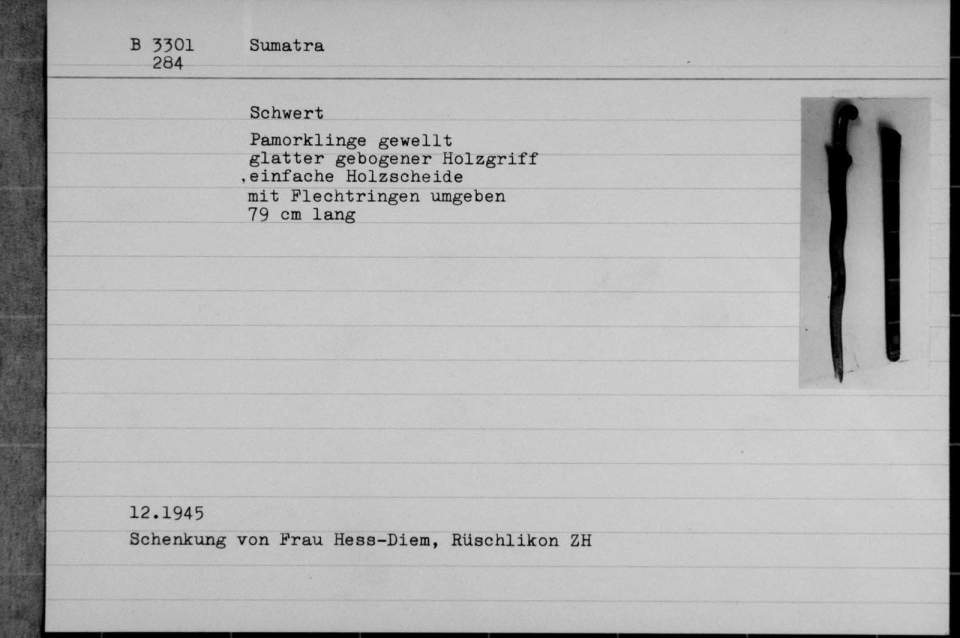 B 3301 Sumatra
284
Schwert
Pamorklinge gewellt
glatter gebogener Holzgriff
,einfache Holzscheide
mit Flechtringen umgeben
79 cm lang
12.1945
Schenkung von Frau Hess-Diem, Rüschlikon ZH